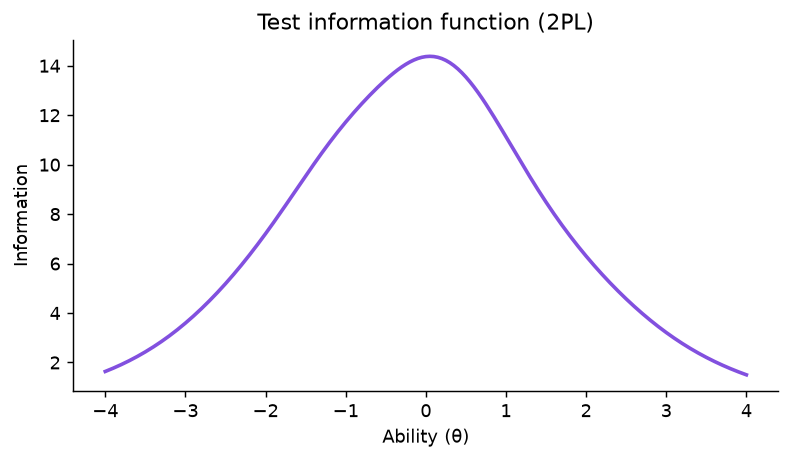 Test information function (2PL)
Information
14
12
10
8
6
4
2
−4 −3 −2 −1 0 1 2 3 4
Ability (θ)